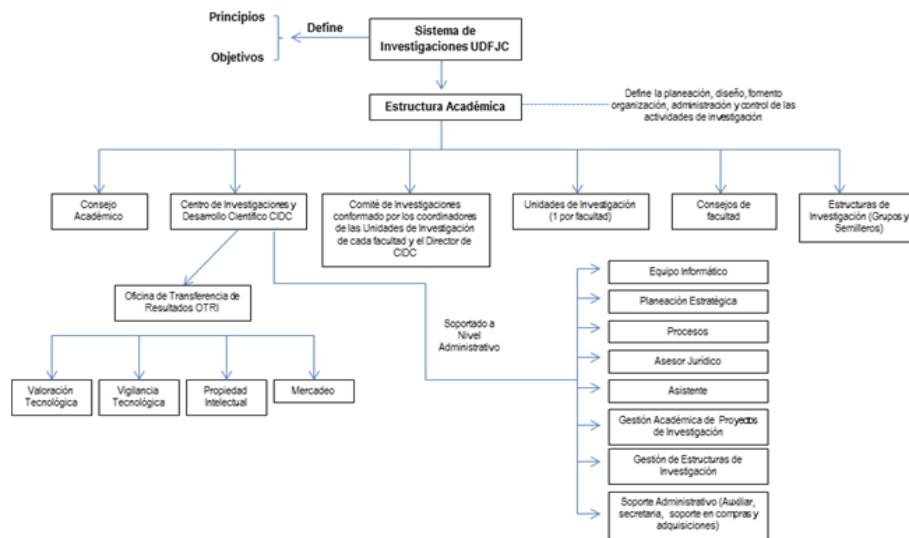 Principios
Objetivos
Define
Sistema de
Investigaciones UDFJC
Estructura Académica
Define la planeación, diseño, fomento
organización, administración y control de las
actividades de investigación
Consejo
Académico
Centro de Investigaciones y
Desarrollo Científico CIDC
Comité de Investigaciones
conformado por los coordinadores
de las Unidades de Investigación
de cada facultad y el Director de
CIDC
Unidades de Investigación
(1 por facultad)
Consejos de
facultad
Estructuras de
Investigación (Grupos y
Semilleros)
Oficina de Transferencia de
Resultados OTRI
Valoración
Tecnológica
Vigilancia
Tecnológica
Propiedad
Intelectual
Mercadeo
Soportado a
Nivel
Administrativo
Equipo Informático
Planeación Estratégica
Procesos
Asesor Jurídico
Asistente
Gestión Académica de Proyectos
de Investigación
Gestión de Estructuras de
Investigación
Soporte Administrativo (Auxiliar,
secretaría, soporte en compras y
adquisiciones)